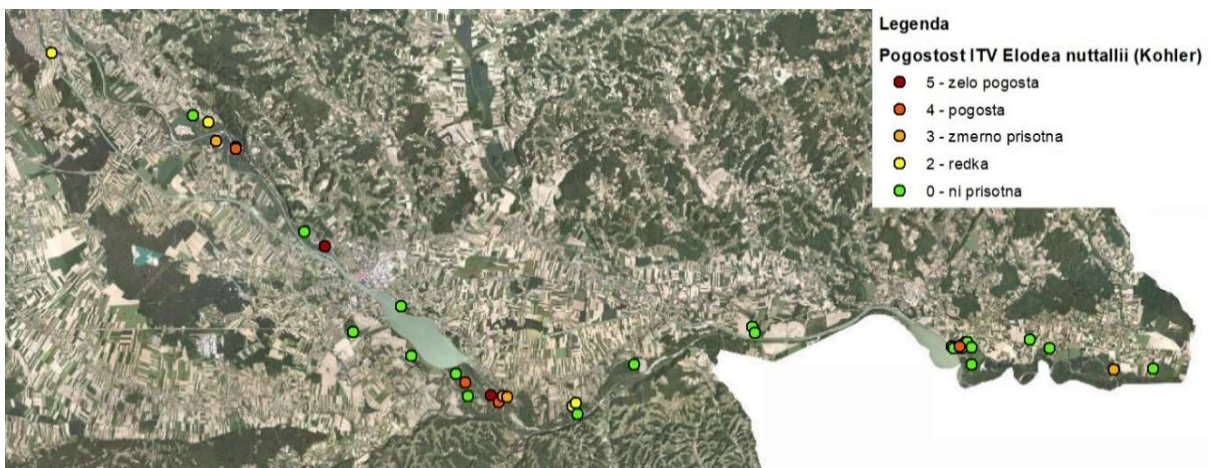 Legenda
Pogostost ITV Elodea nuttallii (Kohler)
5 - zelo pogosta
4 - pogosta
3 - zmerno prisotna
2 - redka
0 - ni prisotna